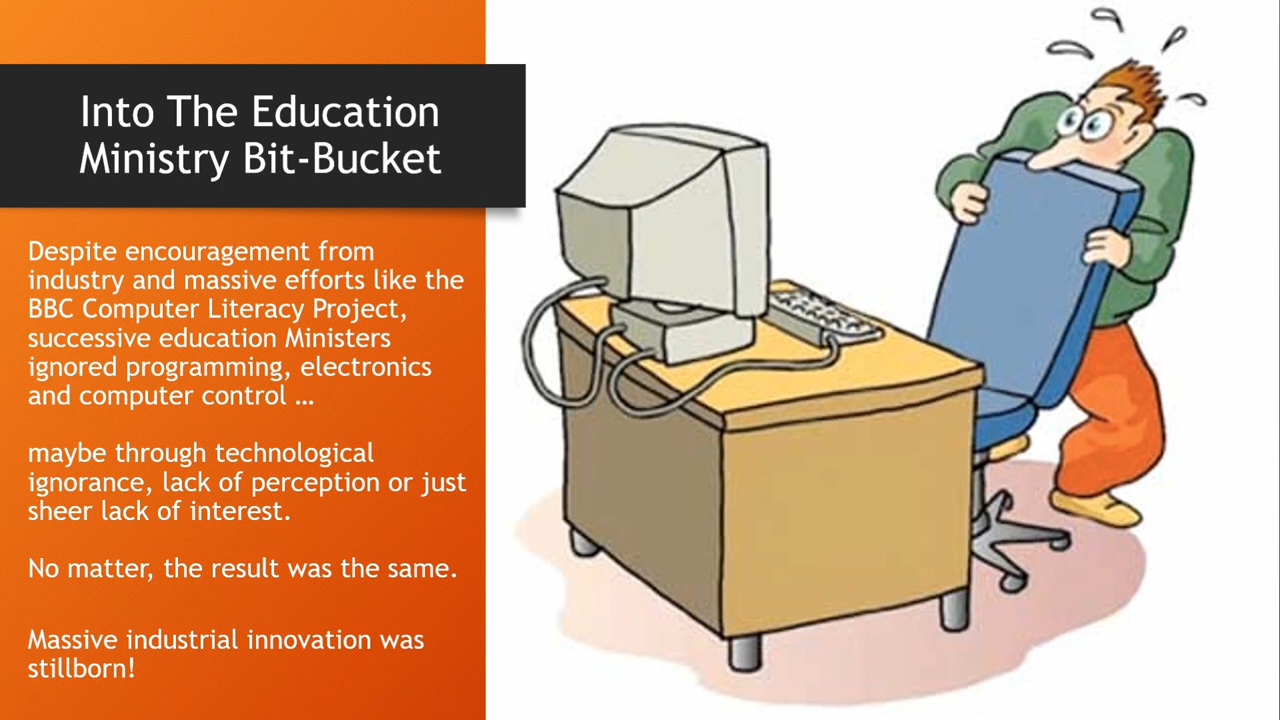 Into The Education
Ministry Bit-Bucket
Despite encouragement from
industry and massive efforts like the
BBC Computer Literacy Project,
successive education Ministers
ignored programming, electronics
and computer control …
maybe through technological
ignorance, lack of perception or just
sheer lack of interest.
No matter, the result was the same.
Massive industrial innovation was
stillborn!